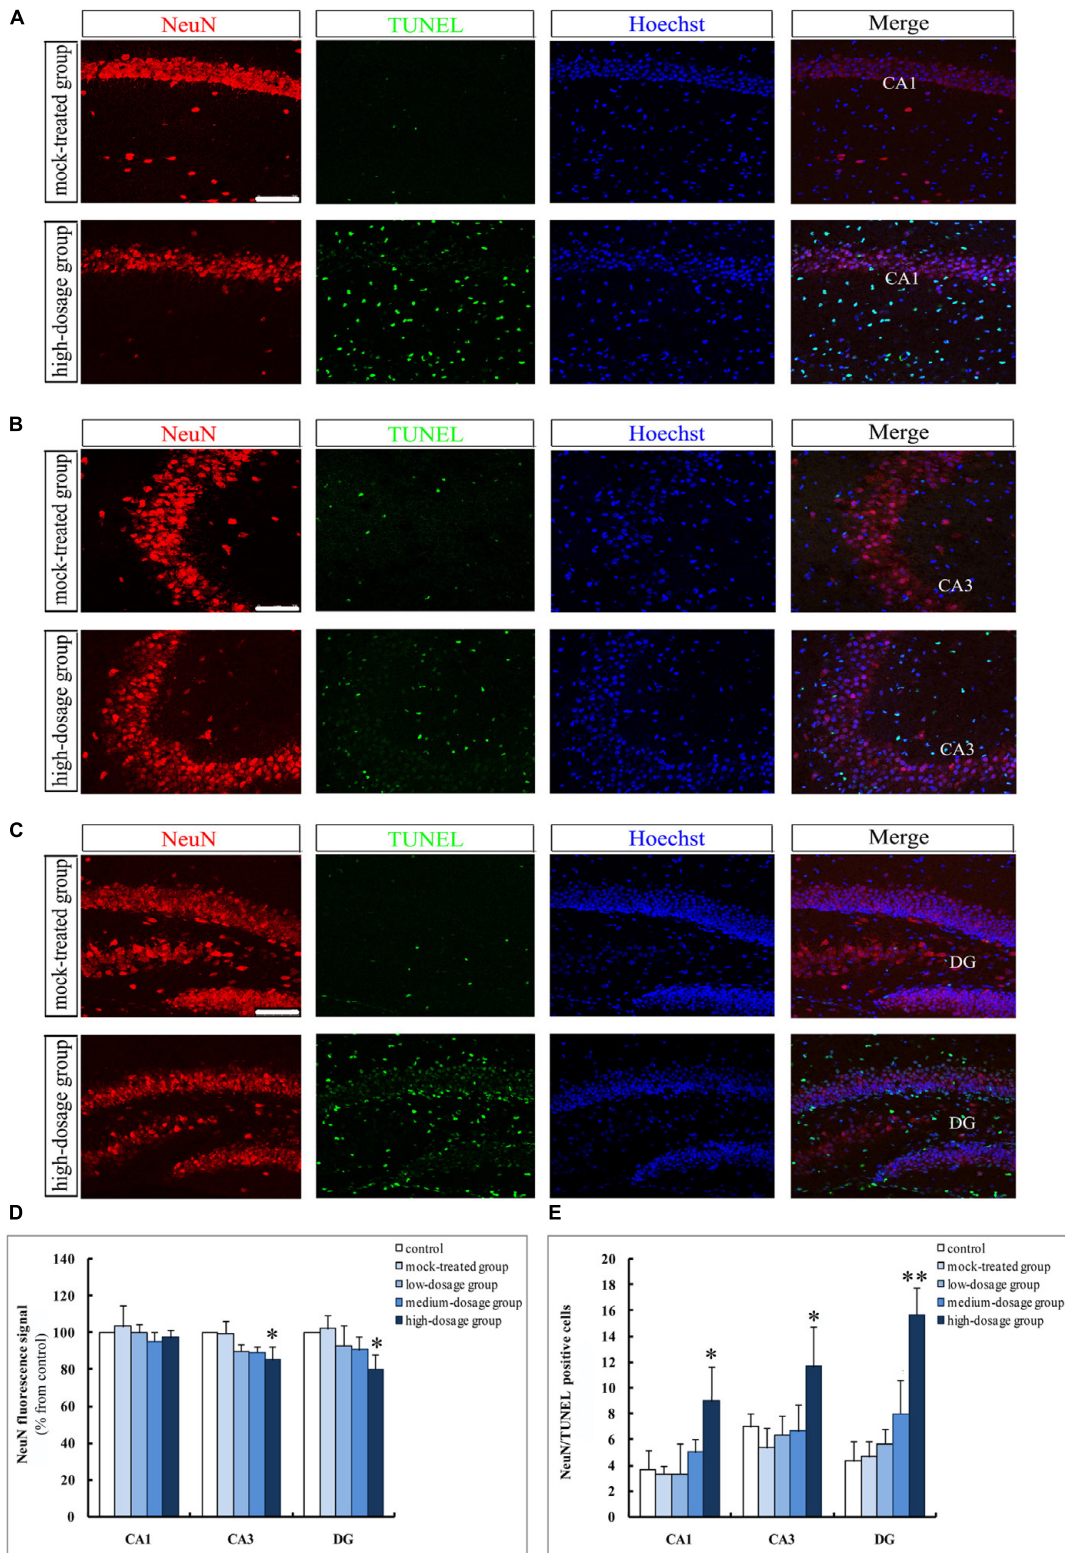 A
NeuN
TUNEL
Hoechst
Merge
mock-treated group
CA1
high-dosage group
CA1
B
NeuN
TUNEL
Hoechst
Merge
mock-treated group
CA3
high-dosage group
CA3
C
NeuN
TUNEL
Hoechst
Merge
mock-treated group
DG
high-dosage group
DG
D
NeuN fluorescence signal
(% from control)
140
120
100
80
60
40
20
0
CA1
CA3
DG
*
*
control
mock-treated group
low-dosage group
medium-dosage group
high-dosage group
E
NeuN/TUNEL positive cells
20
18
16
14
12
10
8
6
4
2
0
CA1
CA3
DG
*
*
**
control
mock-treated group
low-dosage group
medium-dosage group
high-dosage group